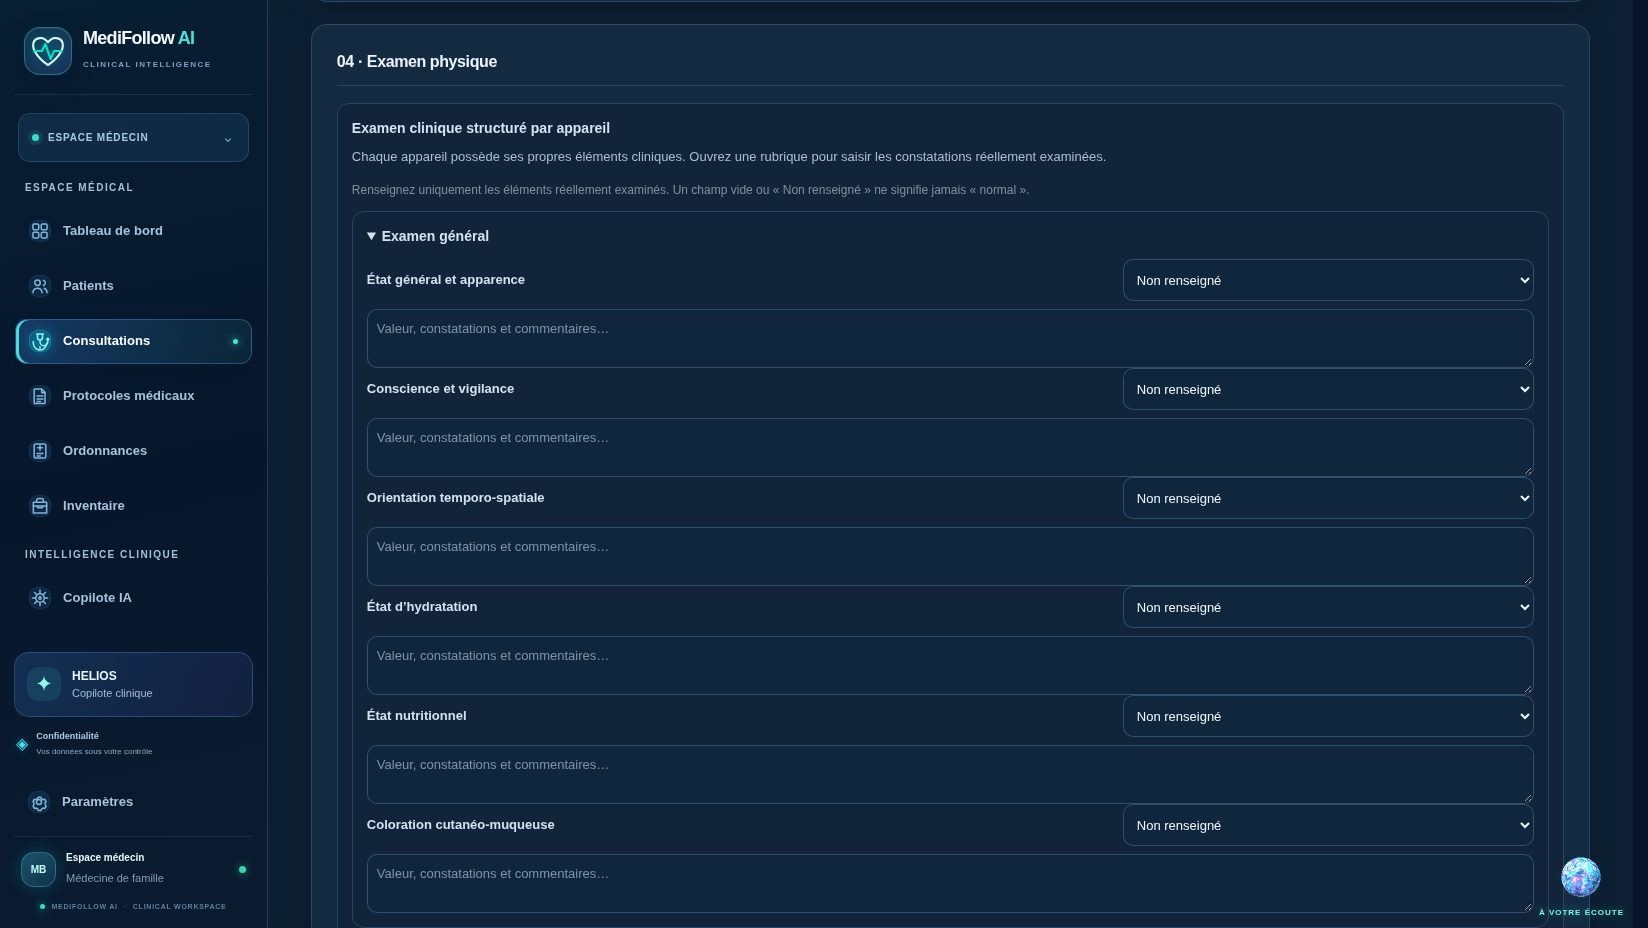 MediFollow AI
CLINICAL INTELLIGENCE
ESPACE MÉDECIN
ESPACE MÉDICAL
Tableau de bord
Patients
Consultations
Protocoles médicaux
Ordonnances
Inventaire
INTELLIGENCE CLINIQUE
Copilote IA
HELIOS
Copilote clinique
Confidentialité
Vos données sous votre contrôle
Paramètres
MB
Espace médecin
Médecine de famille
MEDIFOLLOW AI · CLINICAL WORKSPACE
04 · Examen physique
Examen clinique structuré par appareil
Chaque appareil possède ses propres éléments cliniques. Ouvrez une rubrique pour saisir les constatations réellement examinées.
Renseignez uniquement les éléments réellement examinés. Un champ vide ou « Non renseigné » ne signifie jamais « normal ».
▼ Examen général
État général et apparence
Non renseigné
Valeur, constatations et commentaires…
Conscience et vigilance
Non renseigné
Valeur, constatations et commentaires…
Orientation temporo-spatiale
Non renseigné
Valeur, constatations et commentaires…
État d’hydratation
Non renseigné
Valeur, constatations et commentaires…
État nutritionnel
Non renseigné
Valeur, constatations et commentaires…
Coloration cutanéo-muqueuse
Non renseigné
Valeur, constatations et commentaires…
À VOTRE ÉCOUTE